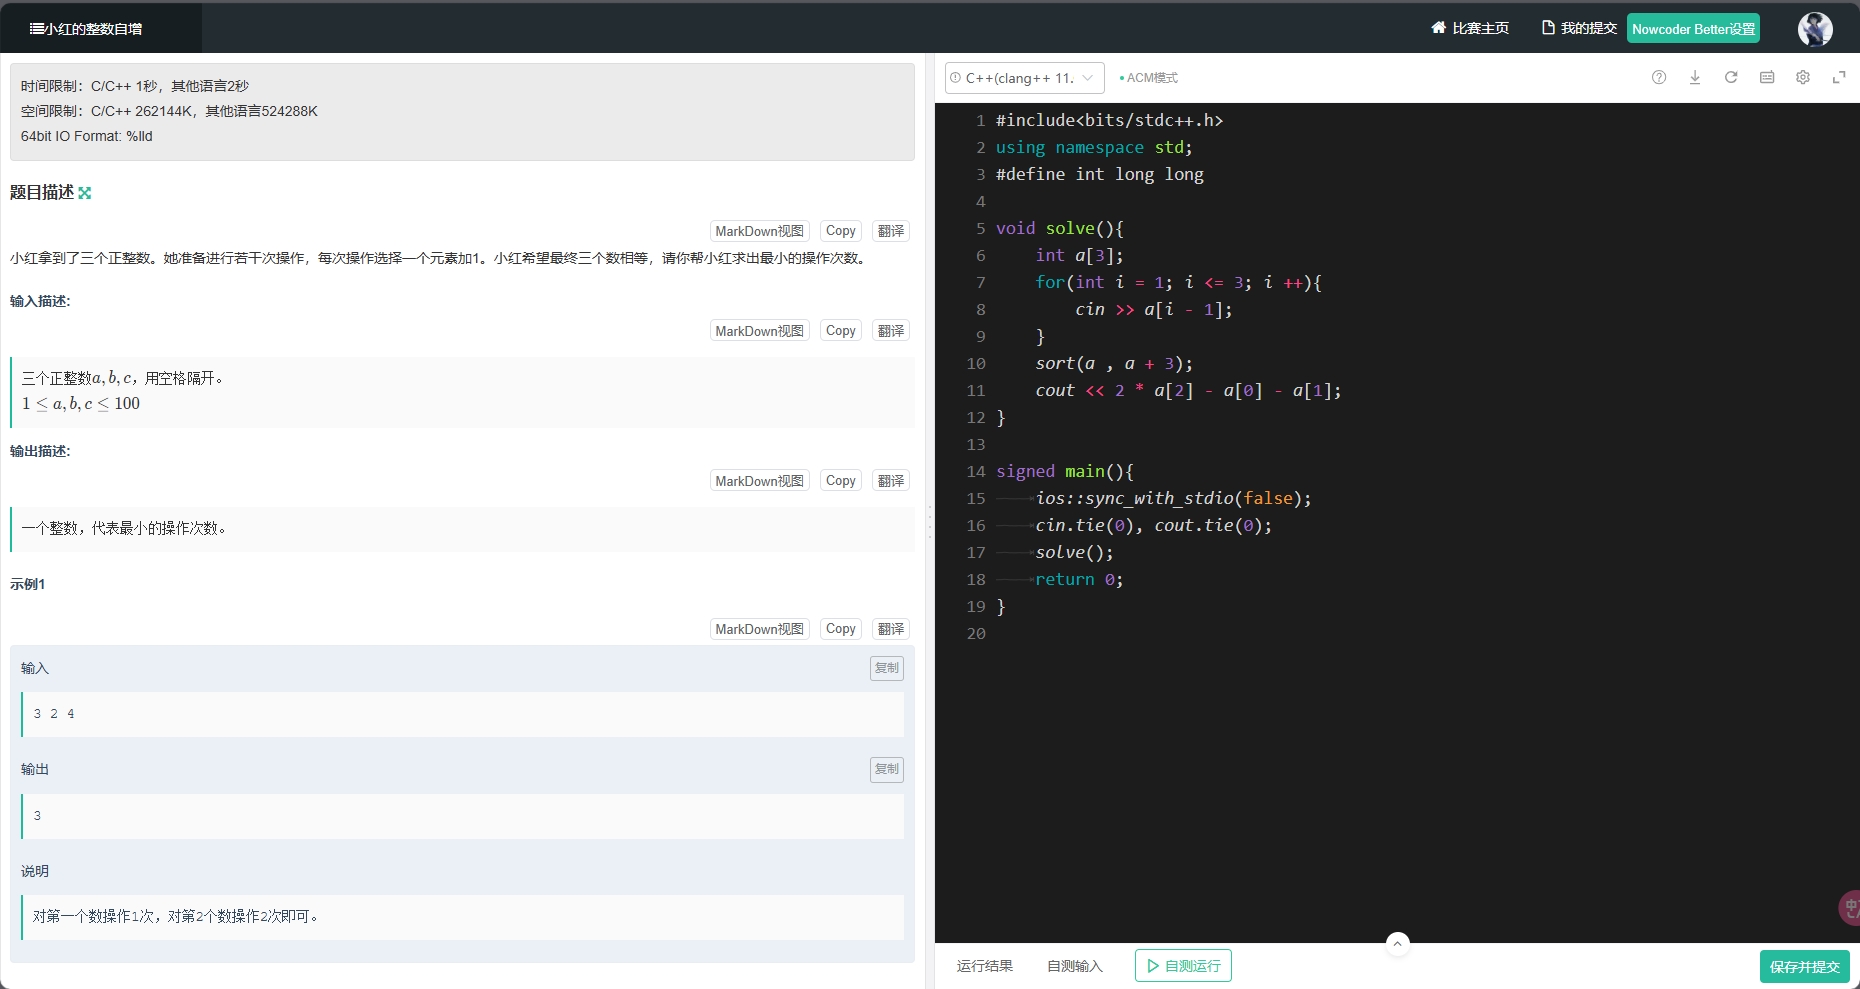 小红的整数自增
比赛主页
我的提交
Nowcoder Better设置
时间限制：C/C++ 1秒，其他语言2秒
空间限制：C/C++ 262144K，其他语言524288K
64bit IO Format: %lld
题目描述
MarkDown视图 Copy 翻译
小红拿到了三个正整数。她准备进行若干次操作，每次操作选择一个元素加1。小红希望最终三个数相等，请你帮小红求出最小的操作次数。
输入描述:
MarkDown视图 Copy 翻译
三个正整数a, b, c，用空格隔开。
1 ≤ a, b, c ≤ 100
输出描述:
MarkDown视图 Copy 翻译
一个整数，代表最小的操作次数。
示例1
MarkDown视图 Copy 翻译
输入
复制
3 2 4
输出
复制
3
说明
对第一个数操作1次，对第2个数操作2次即可。
C++(clang++ 11.
ACM模式
1 #include<bits/stdc++.h>
2 using namespace std;
3 #define int long long
4
5 void solve(){
6     int a[3];
7     for(int i = 1; i <= 3; i ++){
8         cin >> a[i - 1];
9     }
10     sort(a , a + 3);
11     cout << 2 * a[2] - a[0] - a[1];
12 }
13
14 signed main(){
15     ios::sync_with_stdio(false);
16     cin.tie(0), cout.tie(0);
17     solve();
18     return 0;
19 }
20
运行结果
自测输入
自测运行
保存并提交